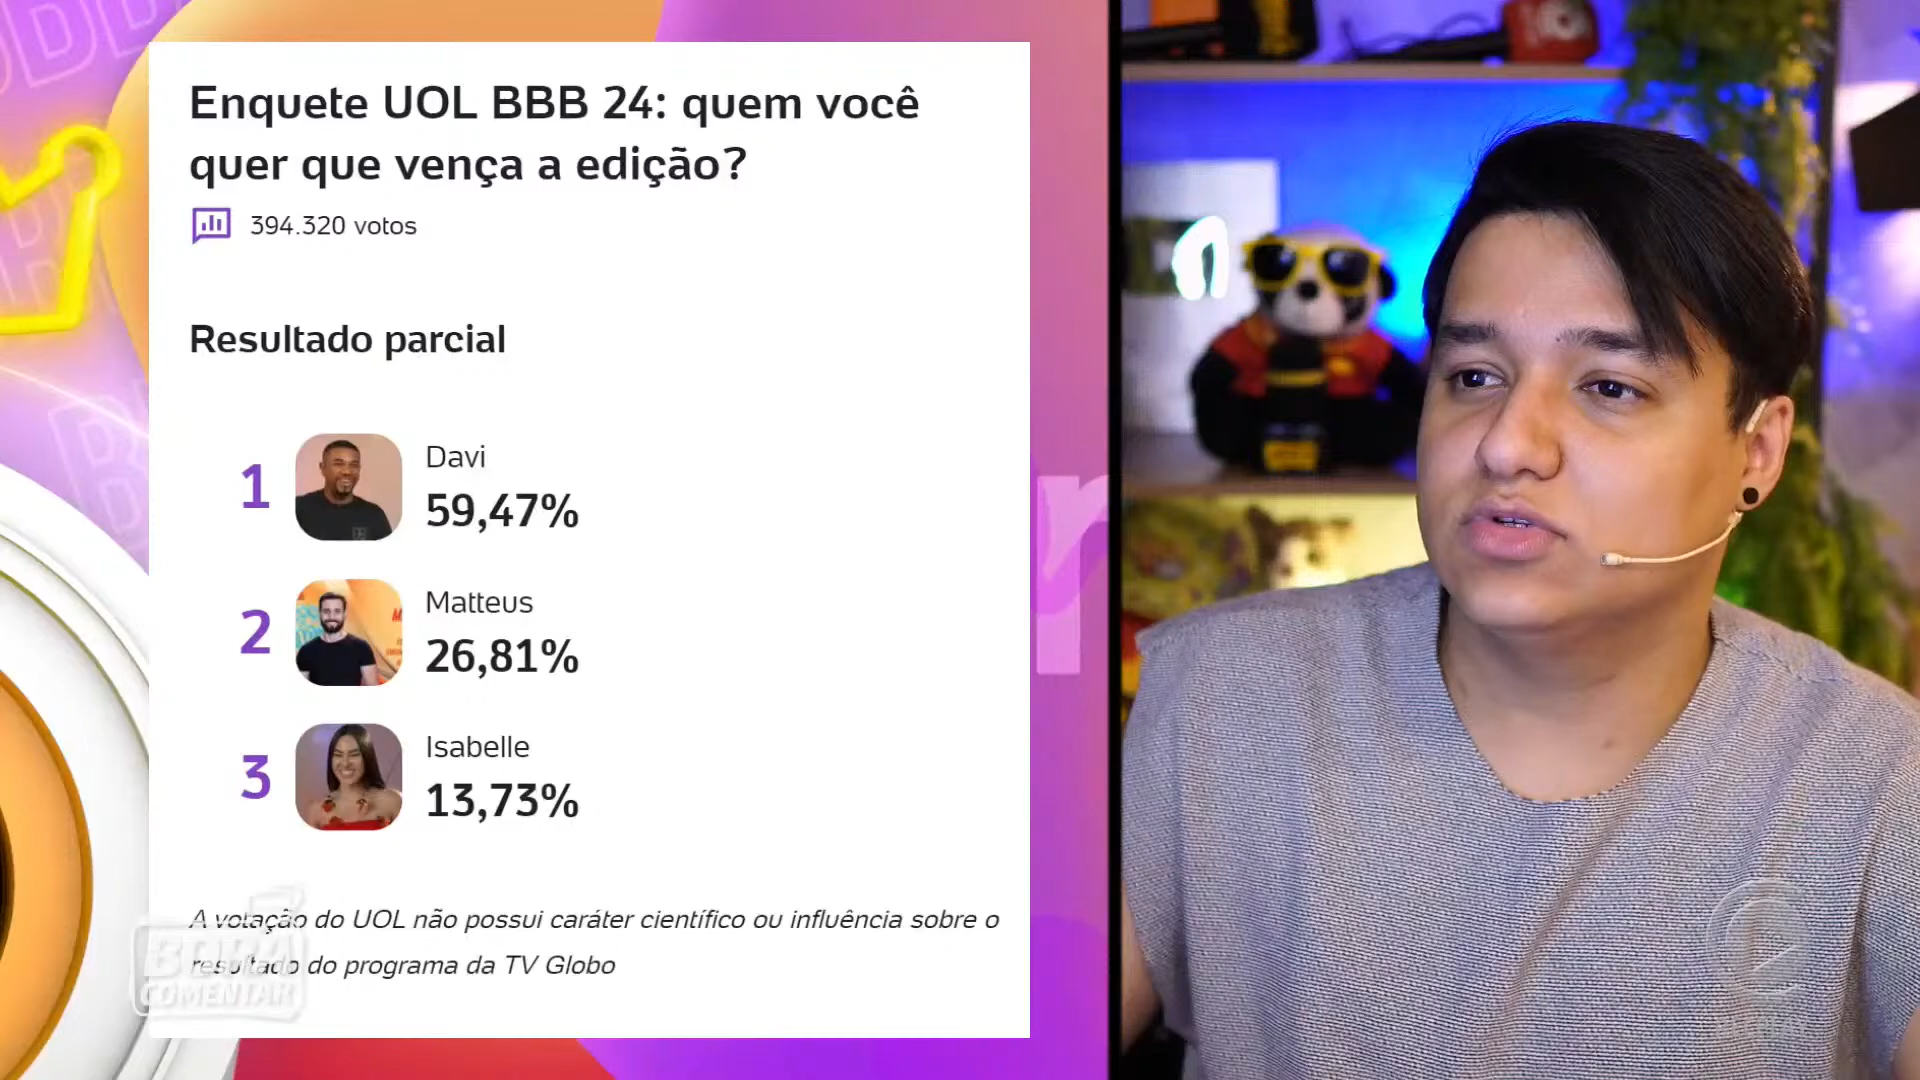 Enquete UOL BBB 24: quem você
quer que vença a edição?
394.320 votos
Resultado parcial
1
Davi
59,47%
2
Matteus
26,81%
3
Isabelle
13,73%
A votação do UOL não possui caráter científico ou influência sobre o
resultado do programa da TV Globo
BORA
COMENTAR